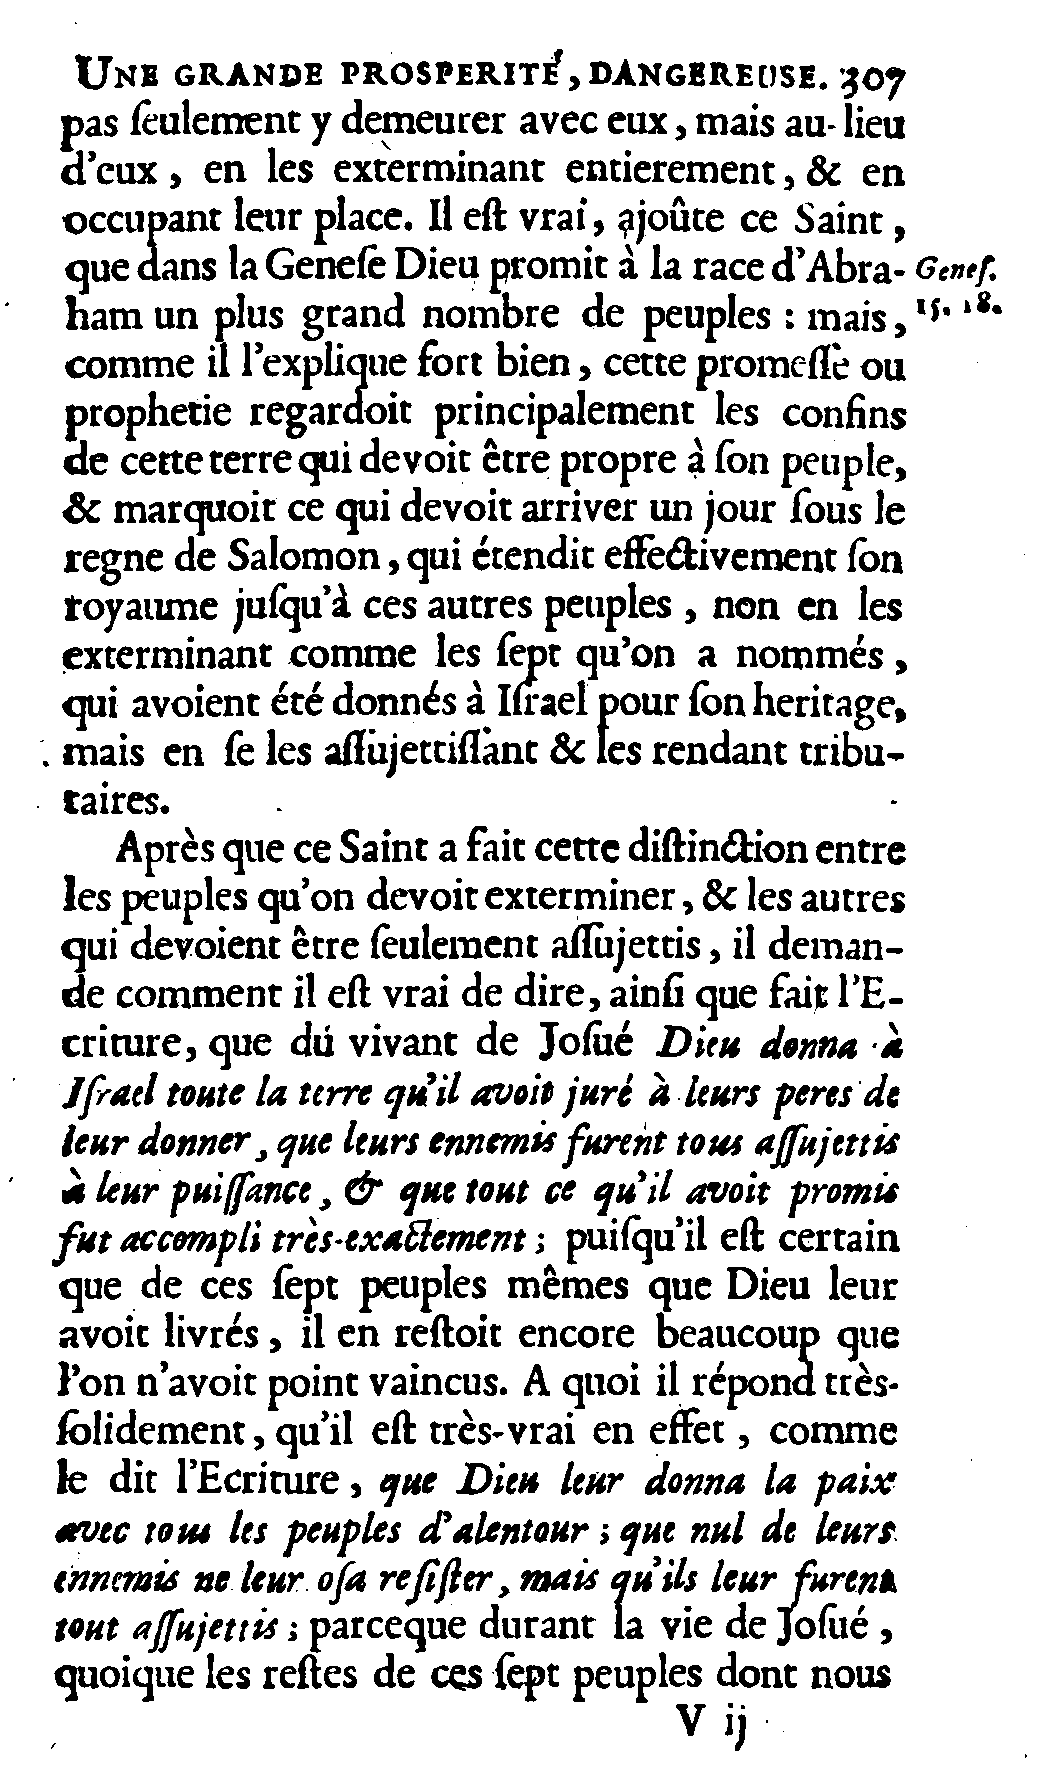 UNE GRANDE PROSPERITÉ, DANGEREUSE. 307
pas ſeulement y demeurer avec eux, mais au-lieu
d'eux, en les exterminant entierement, & en
occupant leur place. Il eſt vrai, ajoûte ce Saint,
que dans la Geneſe Dieu promit à la race d'Abra- Geneſ.
ham un plus grand nombre de peuples : mais, 15. 18.
comme il l'explique fort bien, cette promeſſe ou
prophetie regardoit principalement les confins
de cette terre qui devoit être propre à ſon peuple,
& marquoit ce qui devoit arriver un jour ſous le
regne de Salomon, qui étendit effectivement ſon
royaume juſqu'à ces autres peuples, non en les
exterminant comme les ſept qu'on a nommés,
qui avoient été donnés à Iſrael pour ſon heritage,
mais en ſe les aſſujettiſſant & les rendant tribu-
taires.
Après que ce Saint a fait cette diſtinction entre
les peuples qu'on devoit exterminer, & les autres
qui devoient être ſeulement aſſujettis, il deman-
de comment il eſt vrai de dire, ainſi que fait l'E-
criture, que du vivant de Joſué Dieu donna à
Iſrael toute la terre qu'il avoit juré à leurs peres de
leur donner, que leurs ennemis furent tous aſſujettis
à leur puiſſance, & que tout ce qu'il avoit promis
fut accompli très-exactement ; puiſqu'il eſt certain
que de ces ſept peuples mêmes que Dieu leur
avoit livrés, il en reſtoit encore beaucoup que
l'on n'avoit point vaincus. A quoi il répond très-
ſolidement, qu'il eſt très-vrai en effet, comme
le dit l'Ecriture, que Dieu leur donna la paix
avec tous les peuples d'alentour ; que nul de leurs
ennemis ne leur oſa reſiſter, mais qu'ils leur furent
tout aſſujettis ; parceque durant la vie de Joſué,
quoique les reſtes de ces ſept peuples dont nous
V ij